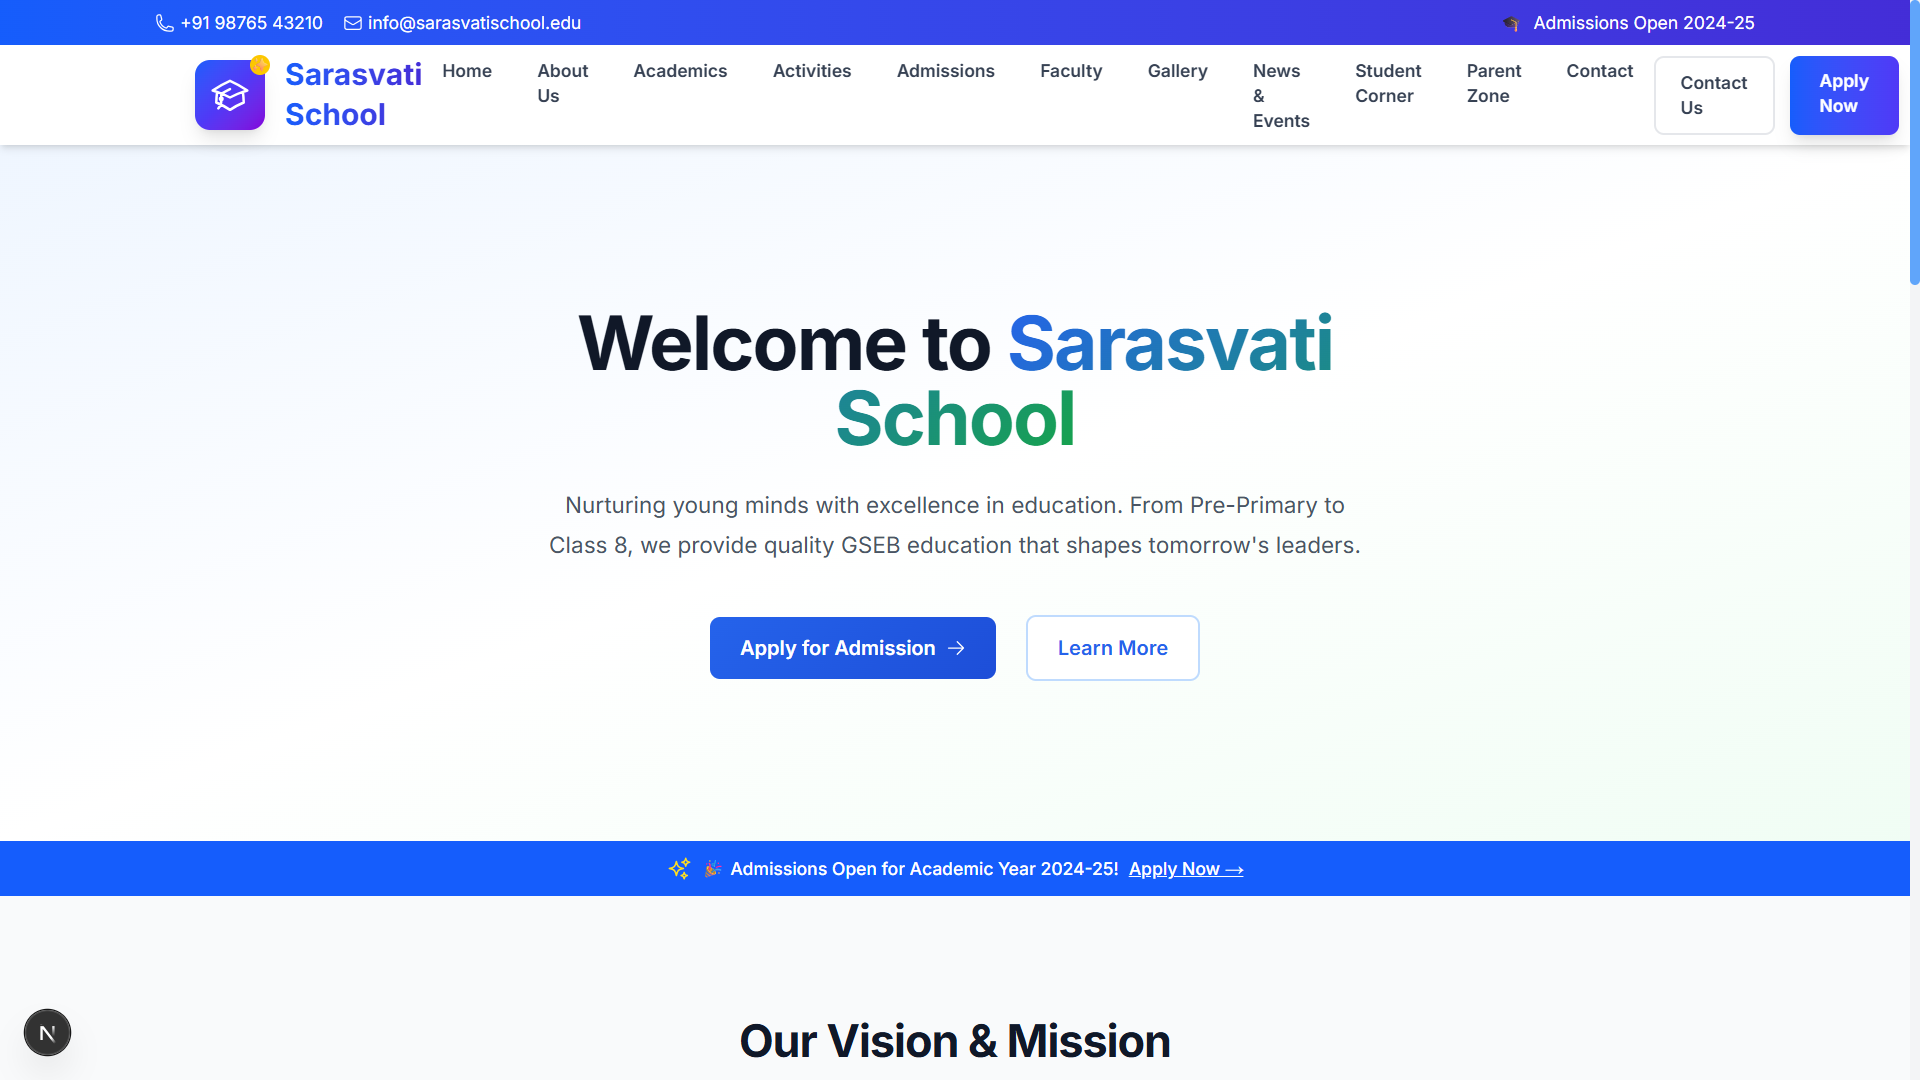 +91 98765 43210
info@sarasvatischool.edu
🎓 Admissions Open 2024-25
Sarasvati
School
Home
About
Us
Academics
Activities
Admissions
Faculty
Gallery
News
&
Events
Student
Corner
Parent
Zone
Contact
Contact
Us
Apply
Now
Welcome to Sarasvati
School
Nurturing young minds with excellence in education. From Pre-Primary to
Class 8, we provide quality GSEB education that shapes tomorrow's leaders.
Apply for Admission →
Learn More
🎉 Admissions Open for Academic Year 2024-25! Apply Now →
Our Vision & Mission
N